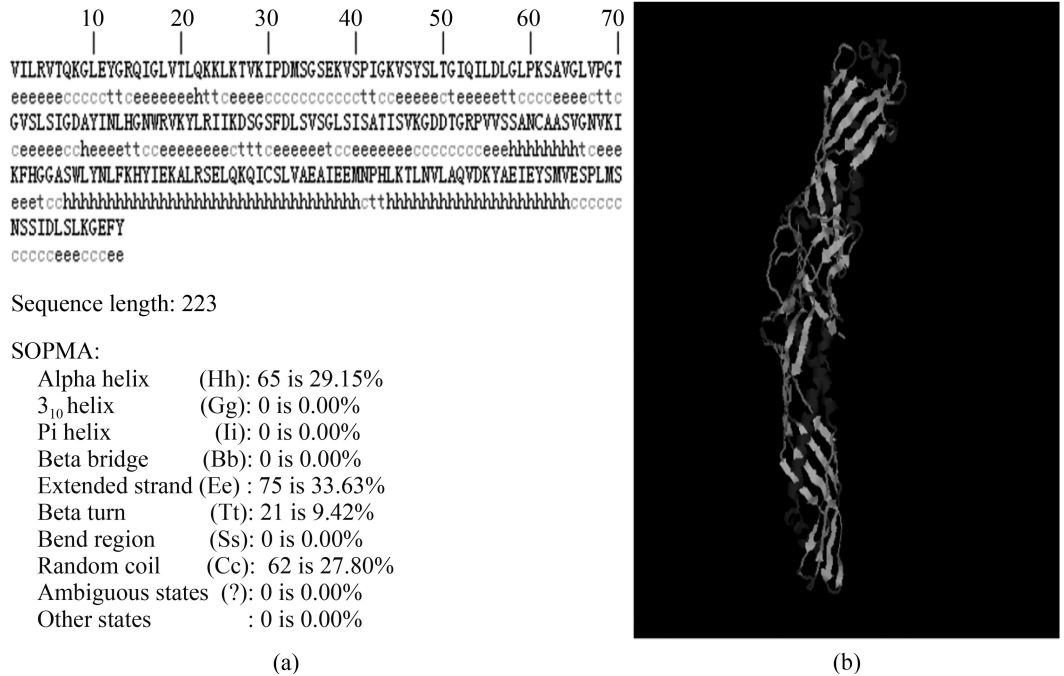 10 20 30 40 50 60 70
VILRVTQKGLEYGRQIGLVTLQKKLKTVKIPDMSGSEKVSPIGKVSYSLTGIQILDLGLPKSAVGLVPGT
eeeeeecccccttceeeeeeehttceeeeccccccccccccttcceeeeecteeeeettcccceeeecttc
GVSLSIGDAYINLHGNWRVKYLRIIKDSGSFDLSVSGLSISATISVKGDDTGRPVVSSANCAASVGNVKI
ceeeeeccheeeettcceeeeeeeectttceeeeeetcceeeeeeeccccccccceeehhhhhhhhtceee
KFHGGASWLYNLFKHYIEKALRSELQKQICSLVAEAIEEMNPHLKTLNVLAQVDKYAEIEYSMVESPLMS
eeetcchhhhhhhhhhhhhhhhhhhhhhhhhhhhhhhhhhctthhhhhhhhhhhhhhhhhhhhhcccccc
NSSIDLSLKGEFY
ccccceeecccee
Sequence length: 223
SOPMA:
Alpha helix (Hh): 65 is 29.15%
3₁₀ helix (Gg): 0 is 0.00%
Pi helix (Ii): 0 is 0.00%
Beta bridge (Bb): 0 is 0.00%
Extended strand (Ee) : 75 is 33.63%
Beta turn (Tt): 21 is 9.42%
Bend region (Ss): 0 is 0.00%
Random coil (Cc): 62 is 27.80%
Ambiguous states (?): 0 is 0.00%
Other states : 0 is 0.00%
(a) (b)